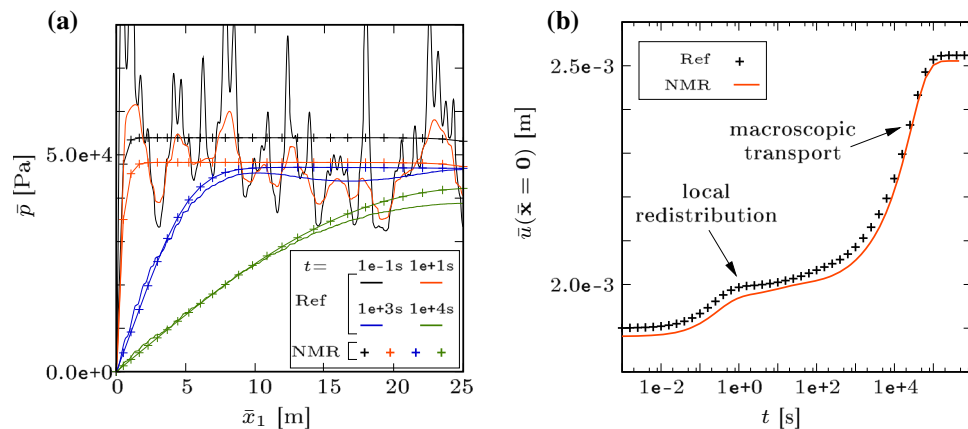 (a)
p̄ [Pa]
5.0e+4
0.0e+0
0 5 10 15 20 25
x̄₁ [m]
t= 1e-1s 1e+1s
Ref
1e+3s 1e+4s
NMR
(b)
ū(x̄ = 0) [m]
2.5e-3
2.0e-3
Ref
NMR
macroscopic
transport
local
redistribution
1e-2 1e+0 1e+2 1e+4
t [s]